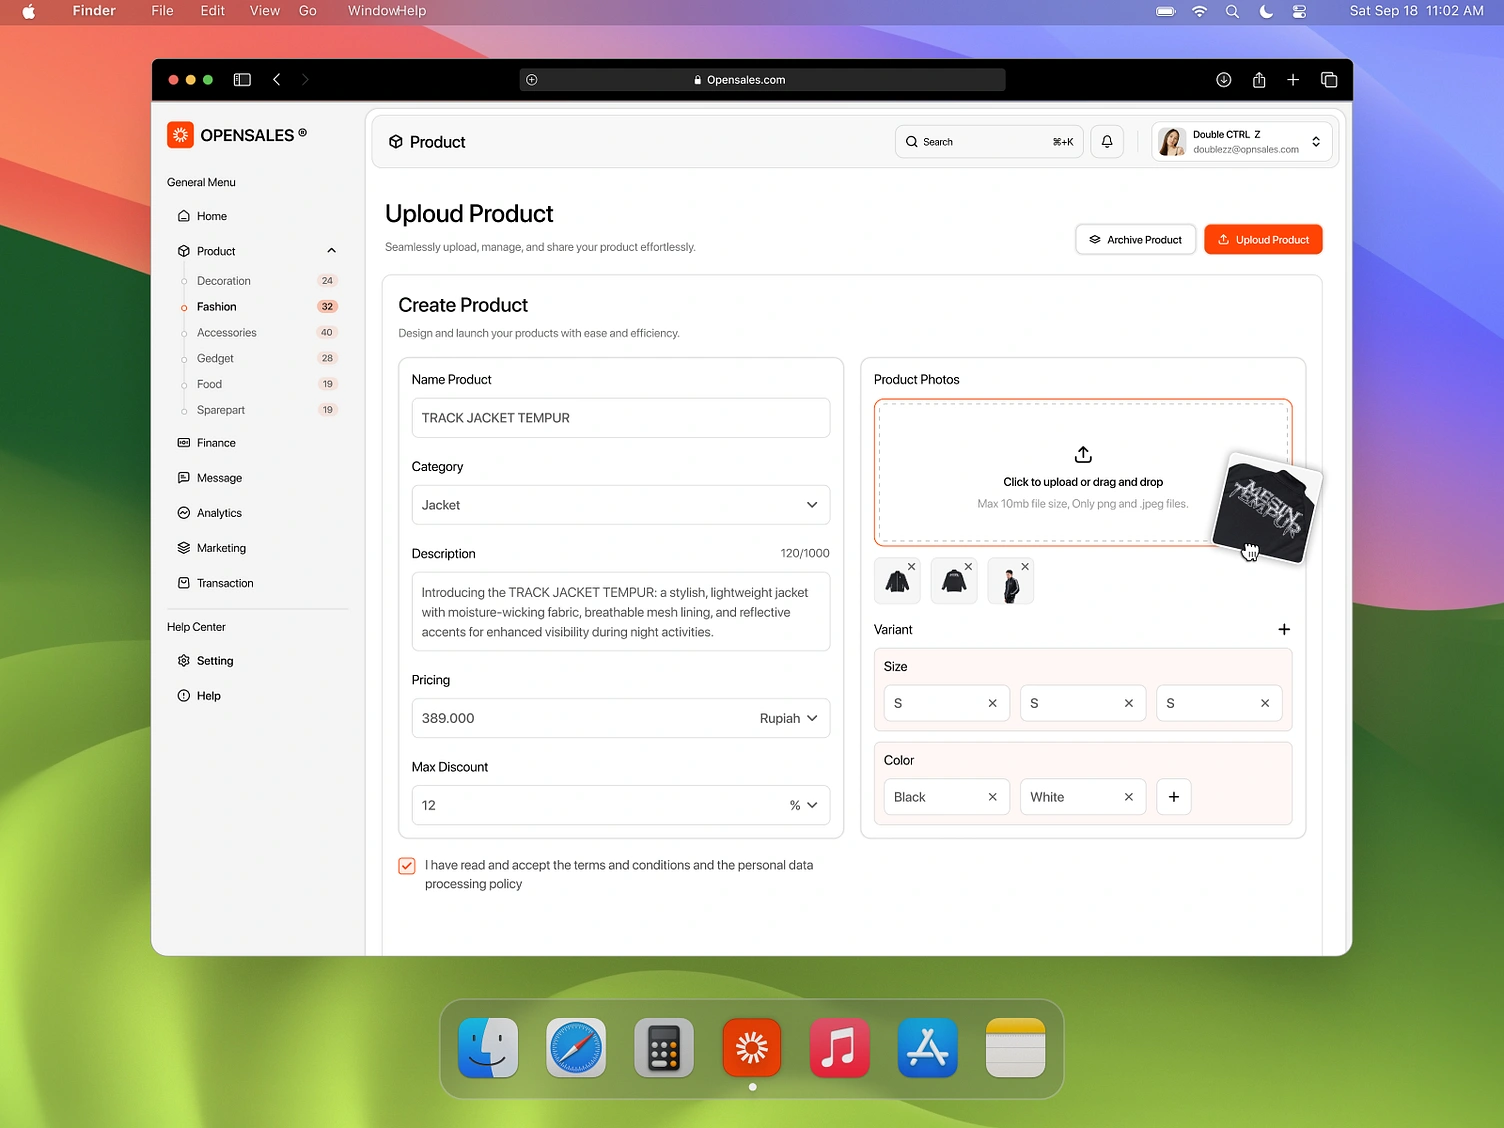 Finder
File
Edit
View
Go
Window
Help
Sat Sep 18
11:02 AM
Opensales.com
OPENSALES ®
General Menu
Home
Product
Decoration
24
Fashion
32
Accessories
40
Gedget
28
Food
19
Sparepart
19
Finance
Message
Analytics
Marketing
Transaction
Help Center
Setting
Help
Product
Search
⌘+K
Double CTRL Z
doublezz@opnsales.com
Uploud Product
Seamlessly upload, manage, and share your product effortlessly.
Archive Product
Uploud Product
Create Product
Design and launch your products with ease and efficiency.
Name Product
TRACK JACKET TEMPUR
Category
Jacket
Description
120/1000
Introducing the TRACK JACKET TEMPUR: a stylish, lightweight jacket
with moisture-wicking fabric, breathable mesh lining, and reflective
accents for enhanced visibility during night activities.
Pricing
389.000
Rupiah
Max Discount
12
%
I have read and accept the terms and conditions and the personal data
processing policy
Product Photos
Click to upload or drag and drop
Max 10mb file size, Only png and .jpeg files.
MESIN
TEMPUR
Variant
Size
S
S
S
Color
Black
White